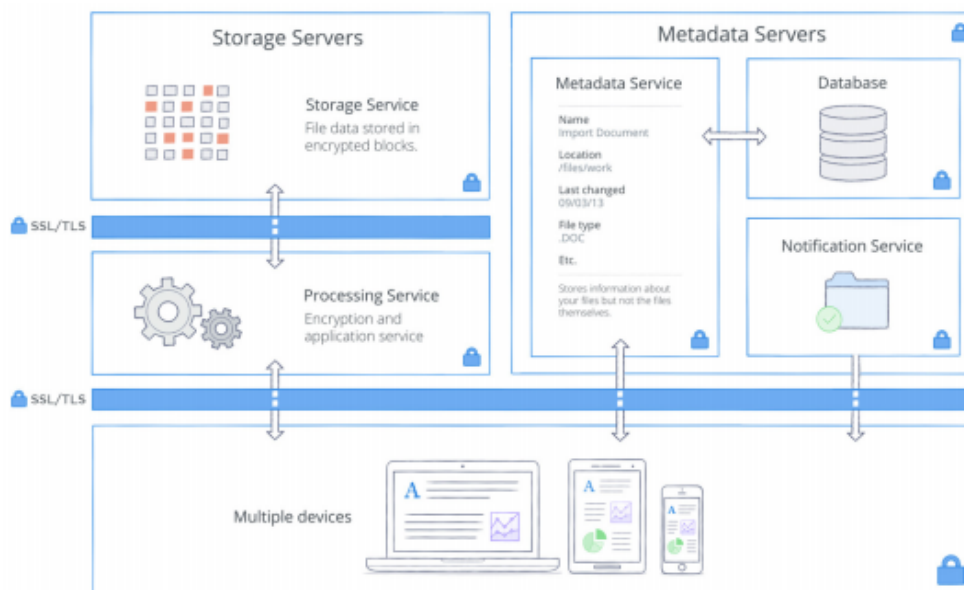 Storage Servers
Storage Service
File data stored in
encrypted blocks.
SSL/TLS
Processing Service
Encryption and
application service
SSL/TLS
Metadata Servers
Metadata Service
Name
Import Document
Location
/files/work
Last changed
09/03/13
File type
.DOC
Etc.
Stores information about
your files but not the files
themselves.
Database
Notification Service
Multiple devices
A
A
A